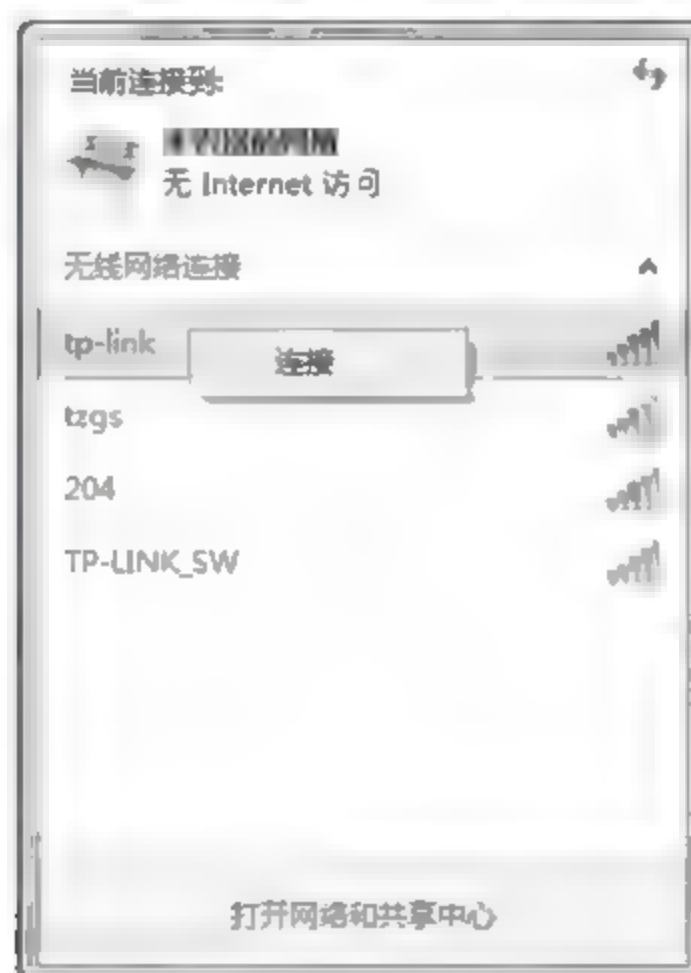 当前连接到:
无 Internet 访问
无线网络连接
tp-link
连接
tzgs
204
TP-LINK_SW
打开网络和共享中心